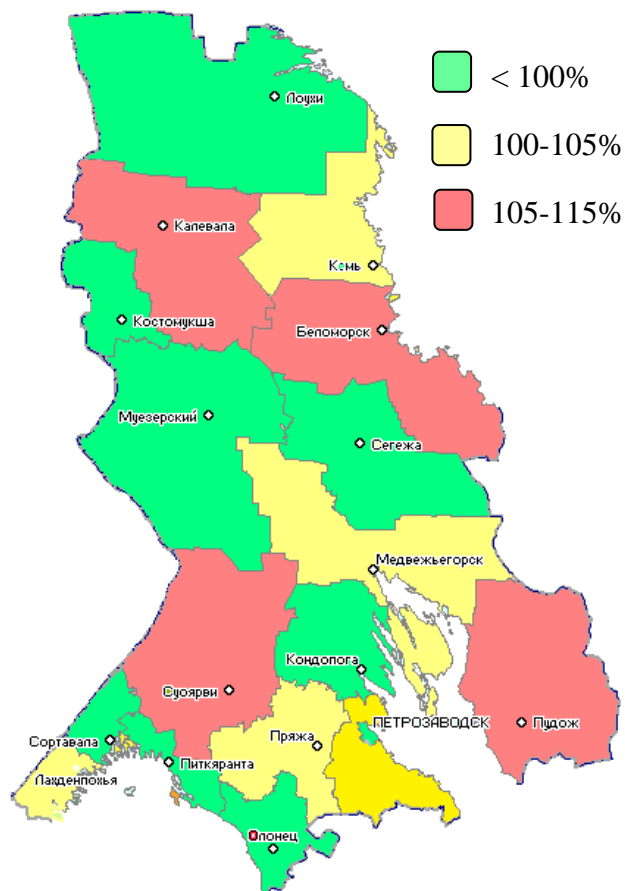 < 100%
100-105%
105-115%
Лоухи
Калевала
Кемь
Костомукша
Беломорск
Муезерский
Сегежа
Медвежьегорск
Кондопога
Суоярви
ПЕТРОЗАВОДСК
Пудож
Сортавала
Пряжа
Питкяранта
Лахденпохья
Олонец